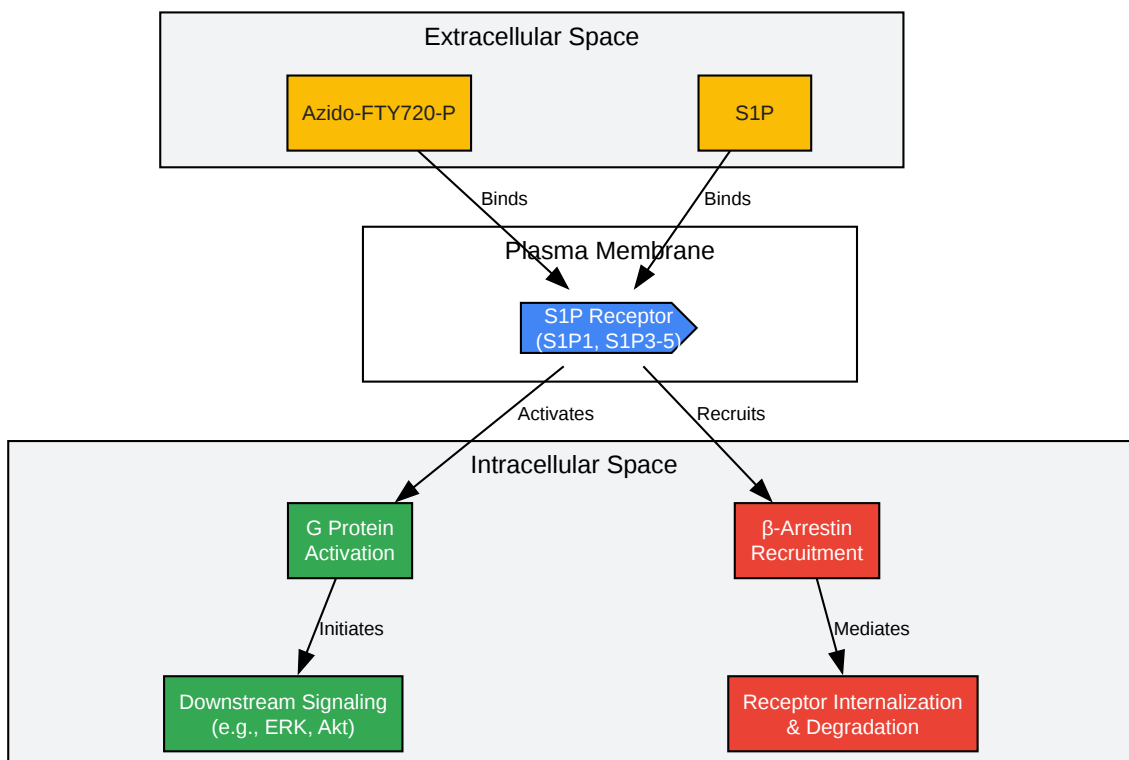 Extracellular Space
Azido-FTY720-P
S1P
Binds
Binds
Plasma Membrane
S1P Receptor
(S1P1, S1P3-5)
Activates
Recruits
Intracellular Space
G Protein
Activation
β-Arrestin
Recruitment
Initiates
Mediates
Downstream Signaling
(e.g., ERK, Akt)
Receptor Internalization
& Degradation